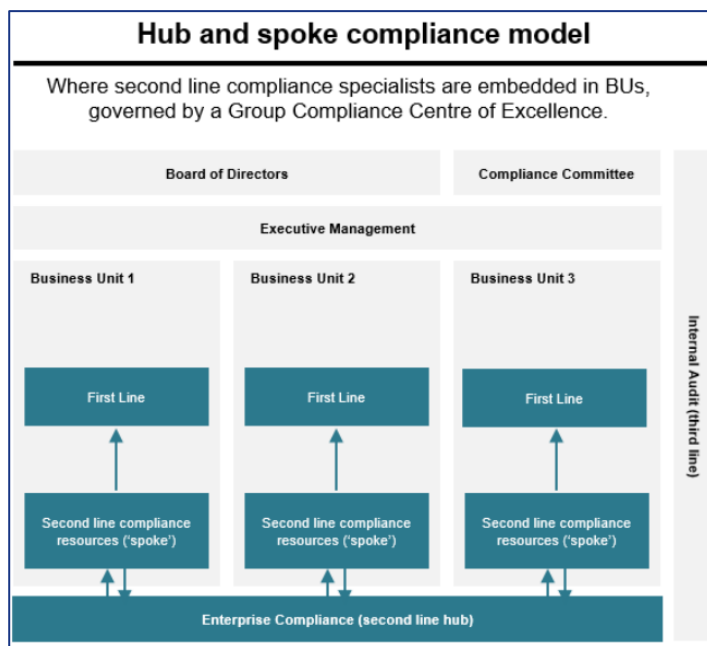 Hub and spoke compliance model
Where second line compliance specialists are embedded in BUs,
governed by a Group Compliance Centre of Excellence.
Board of Directors
Compliance Committee
Executive Management
Business Unit 1
Business Unit 2
Business Unit 3
First Line
First Line
First Line
Second line compliance
resources (‘spoke’)
Second line compliance
resources (‘spoke’)
Second line compliance
resources (‘spoke’)
Enterprise Compliance (second line hub)
Internal Audit (third line)